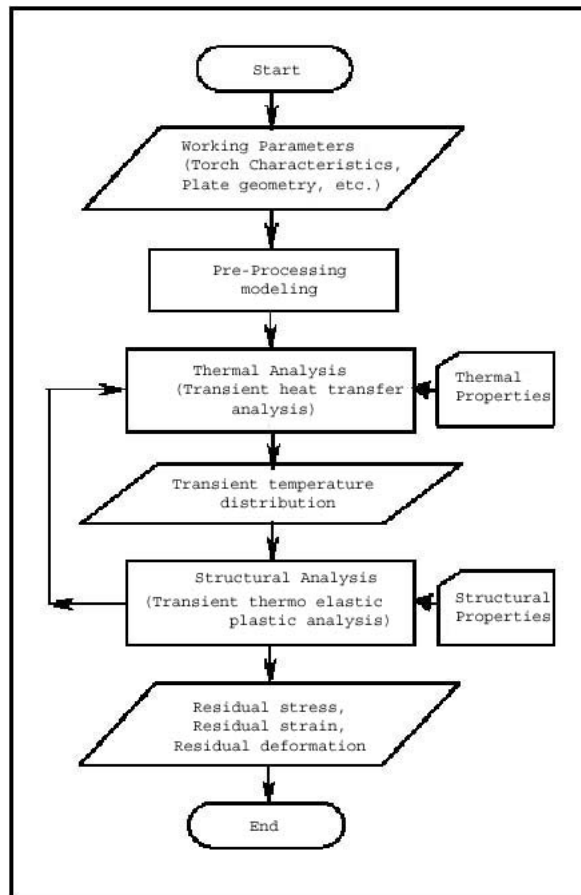 Start
Working Parameters
(Torch Characteristics,
Plate geometry, etc.)
Pre-Processing
modeling
Thermal Analysis
(Transient heat transfer
analysis)
Thermal
Properties
Transient temperature
distribution
Structural Analysis
(Transient thermo elastic
plastic analysis)
Structural
Properties
Residual stress,
Residual strain,
Residual deformation
End